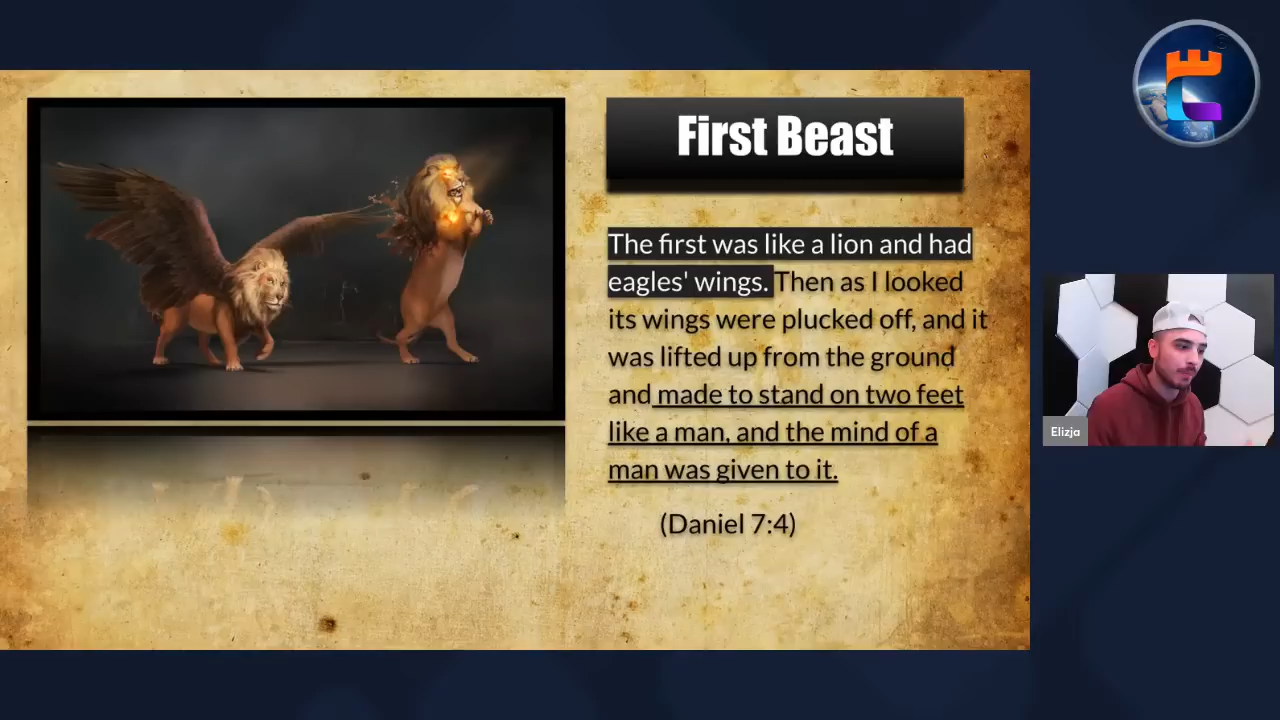 First Beast
The first was like a lion and had
eagles' wings. Then as I looked
its wings were plucked off, and it
was lifted up from the ground
and made to stand on two feet
like a man, and the mind of a
man was given to it.
(Daniel 7:4)
Elizja